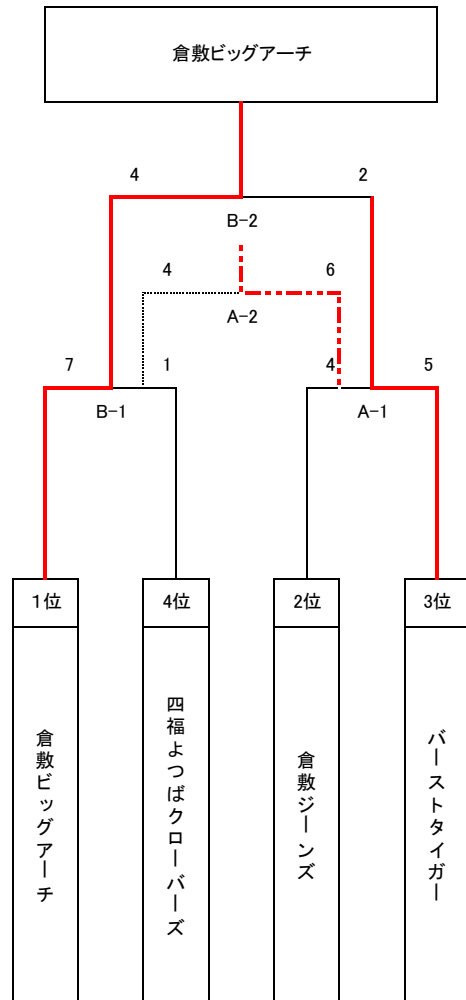 倉敷ビッグアーチ
4 2
B-2
4 6
A-2
7 1 4 5
B-1 A-1
1位 4位 2位 3位
倉敷ビッグアーチ
四福よつばクローバーズ
倉敷ジーンズ
バーストタイガー